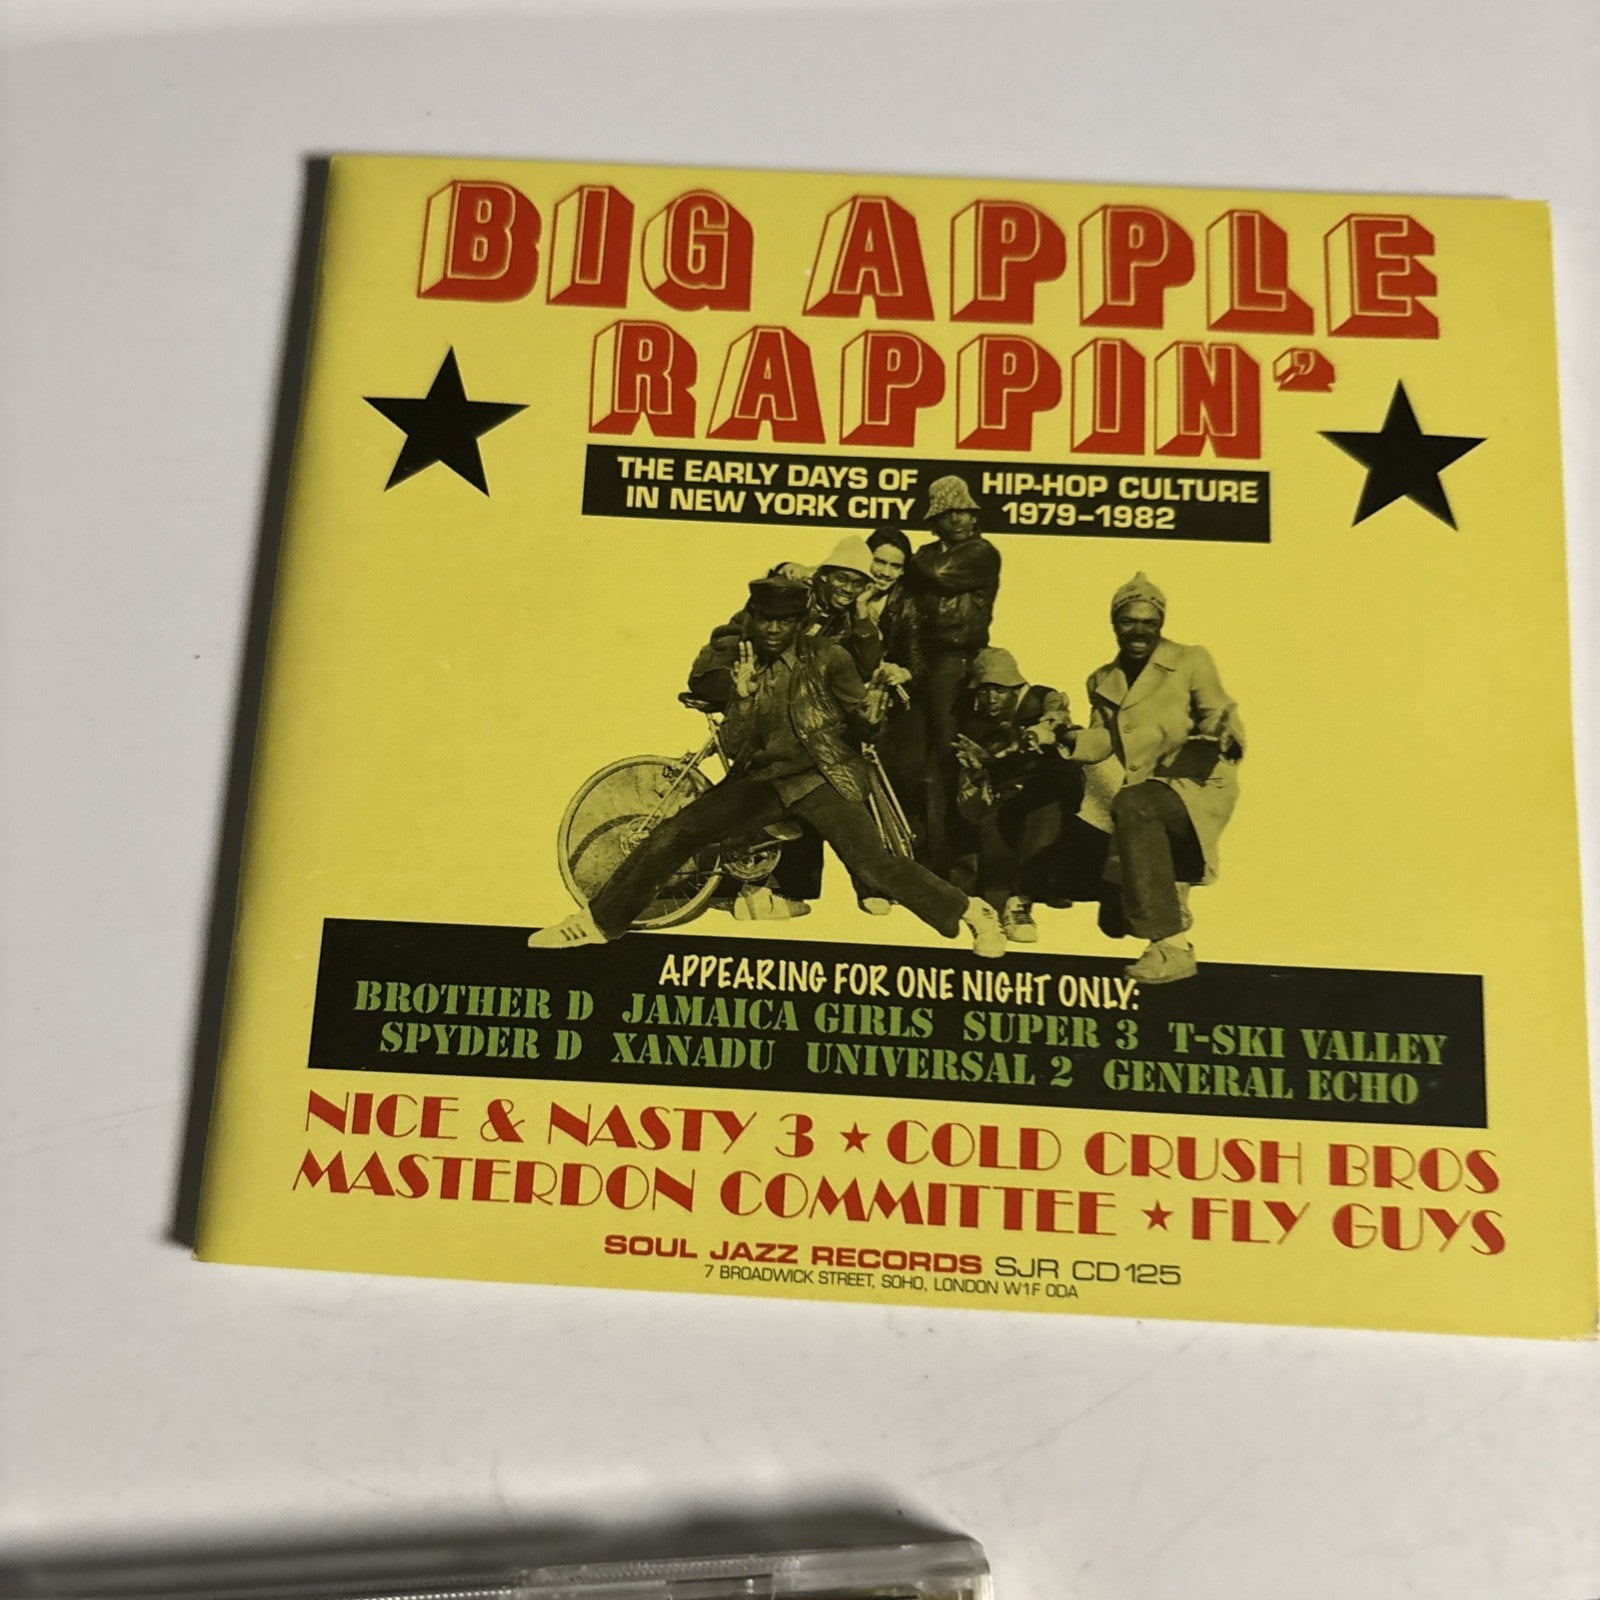 BIG APPLE
RAPPIN'
THE EARLY DAYS OF HIP-HOP CULTURE
IN NEW YORK CITY 1979-1982
APPEARING FOR ONE NIGHT ONLY:
BROTHER D JAMAICA GIRLS SUPER 3 T-SKI VALLEY
SPYDER D XANADU UNIVERSAL 2 GENERAL ECHO
NICE & NASTY 3 ★ COLD CRUSH BROS
MASTERDON COMMITTEE ★ FLY GUYS
SOUL JAZZ RECORDS SJR CD125
7 BROADWICK STREET, SOHO, LONDON W1F 0DA